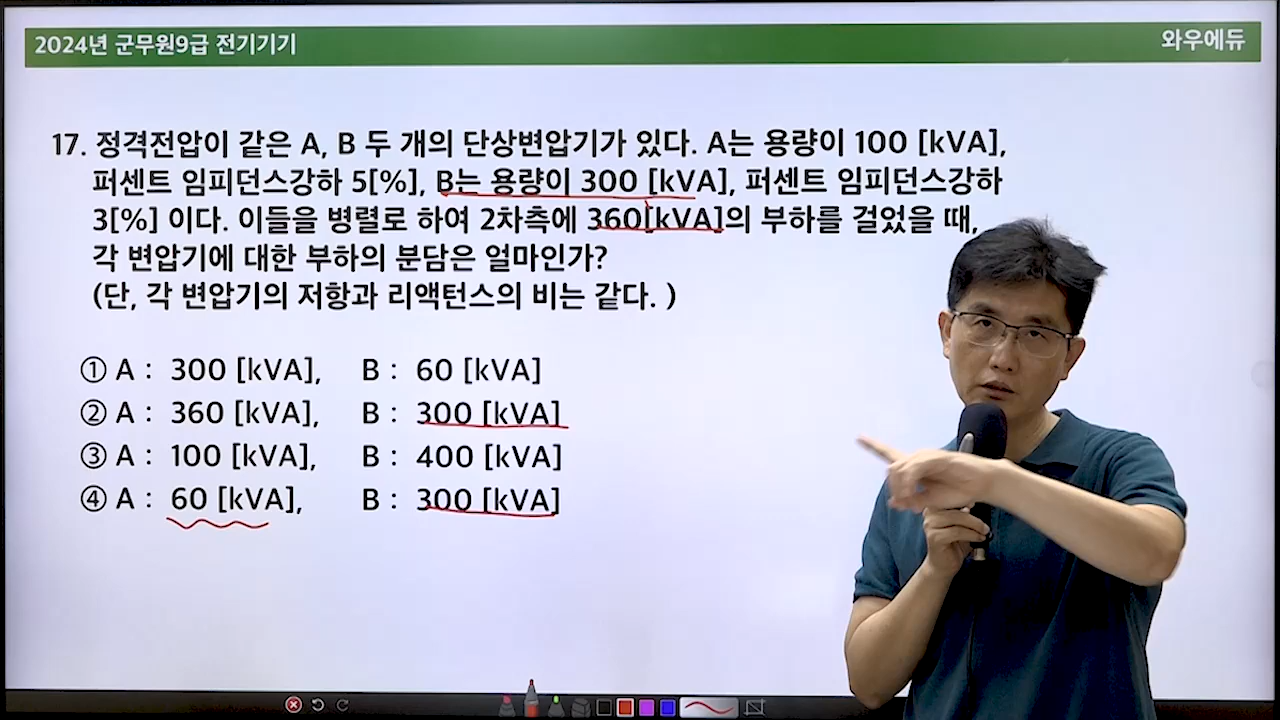 2024년 군무원9급 전기기기
와우에듀
17. 정격전압이 같은 A, B 두 개의 단상변압기가 있다. A는 용량이 100 [kVA],
퍼센트 임피던스강하 5[%], B는 용량이 300 [kVA], 퍼센트 임피던스강하
3[%] 이다. 이들을 병렬로 하여 2차측에 360[kVA]의 부하를 걸었을 때,
각 변압기에 대한 부하의 분담은 얼마인가?
(단, 각 변압기의 저항과 리액턴스의 비는 같다. )
① A : 300 [kVA], B : 60 [kVA]
② A : 360 [kVA], B : 300 [kVA]
③ A : 100 [kVA], B : 400 [kVA]
④ A : 60 [kVA], B : 300 [kVA]